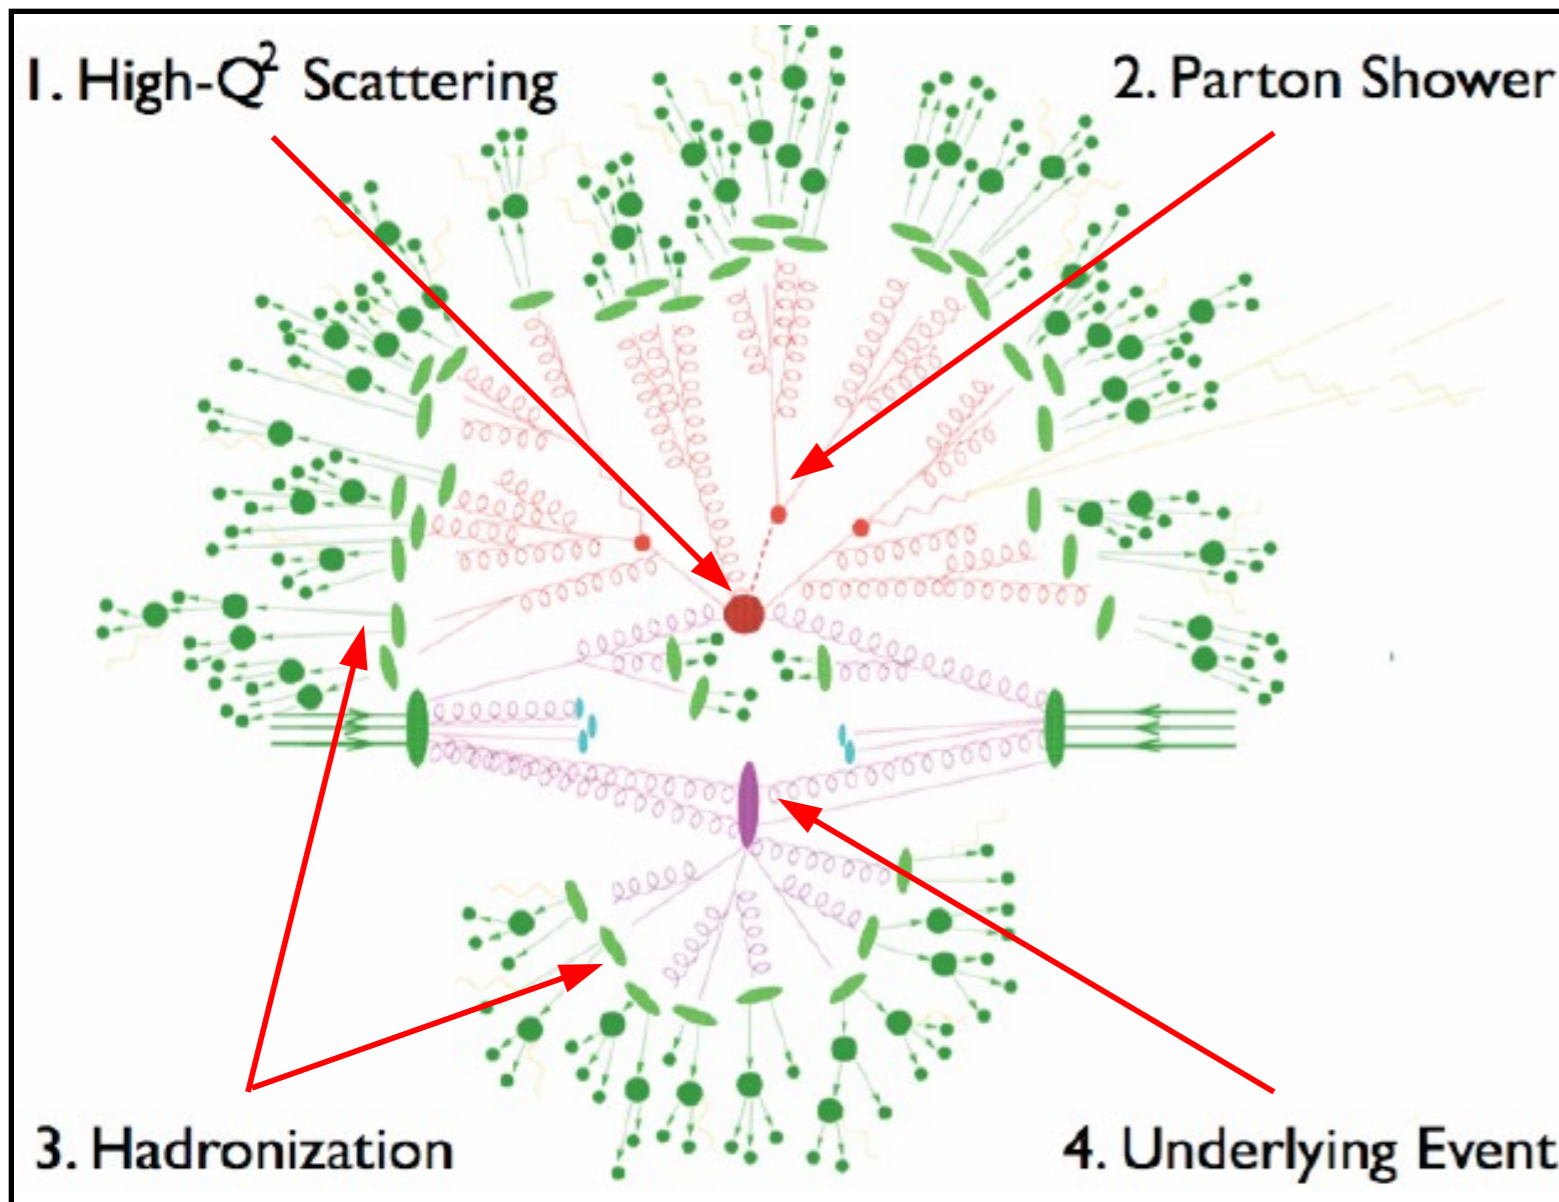 1. High-Q² Scattering
2. Parton Shower
3. Hadronization
4. Underlying Event